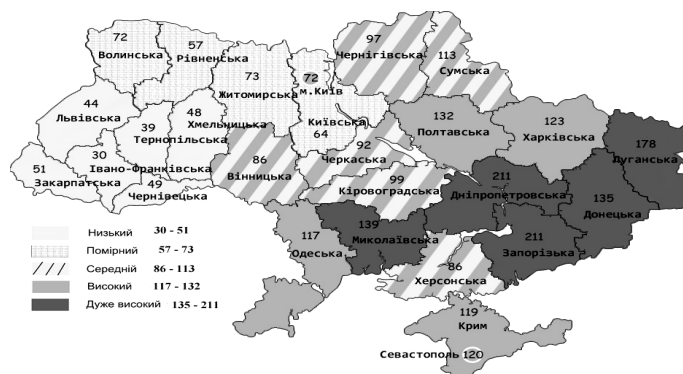 72
Волинська
57
Рівненська
73
Житомирська
72
м.Київ
Київська
64
97
Чернігівська
113
Сумська
44
Львівська
39
Тернопільська
48
Хмельницька
30
Івано-Франківська
51
Закарпатська
49
Чернівецька
86
Вінницька
92
Черкаська
132
Полтавська
123
Харківська
178
Луганська
99
Кіровоградська
211
Дніпропетровська
135
Донецька
117
Одеська
139
Миколаївська
211
Запорізька
86
Херсонська
119
Крим
Севастополь 120
Низький 30 - 51
Помірний 57 - 73
Середній 86 - 113
Високий 117 - 132
Дуже високий 135 - 211